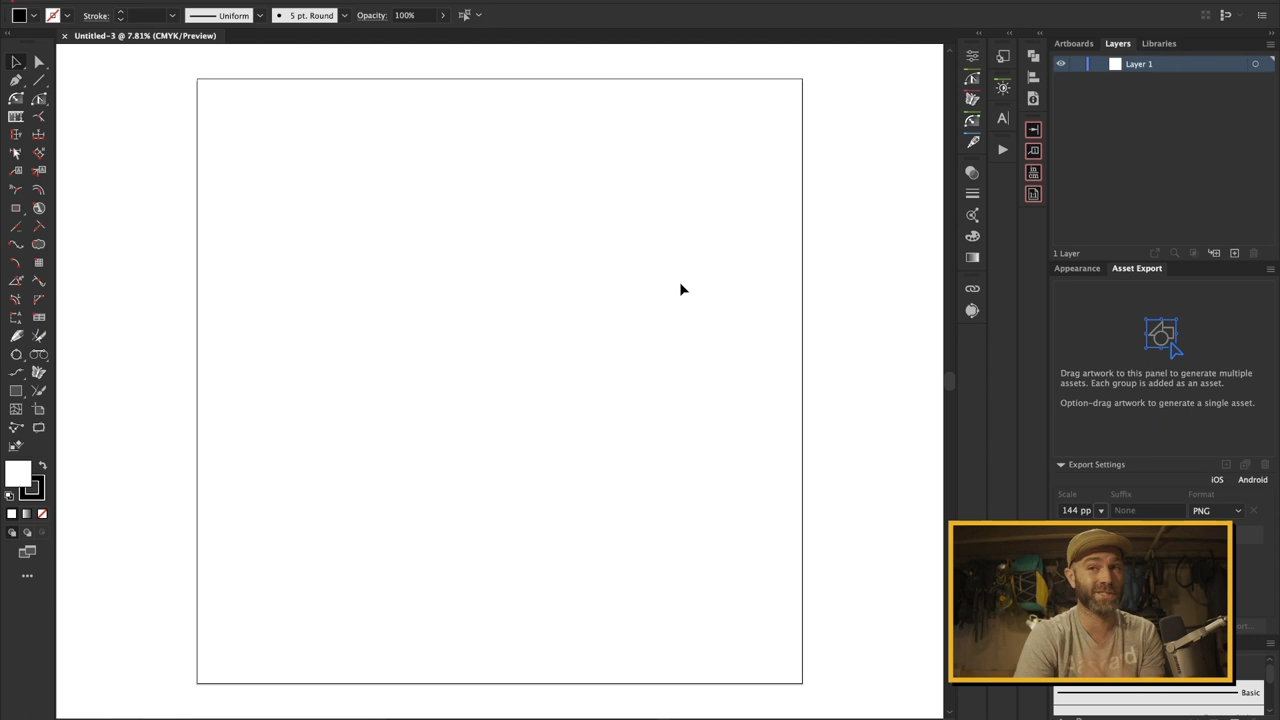 Stroke:
Uniform
5 pt. Round
Opacity:
100%
Untitled-3 @ 7.81% (CMYK/Preview)
Artboards
Layers
Libraries
Layer 1
1 Layer
Appearance
Asset Export
Drag artwork to this panel to generate multiple
assets. Each group is added as an asset.
Option-drag artwork to generate a single asset.
Export Settings
iOS
Android
Scale
Suffix
Format
144 pp
None
PNG
Basic